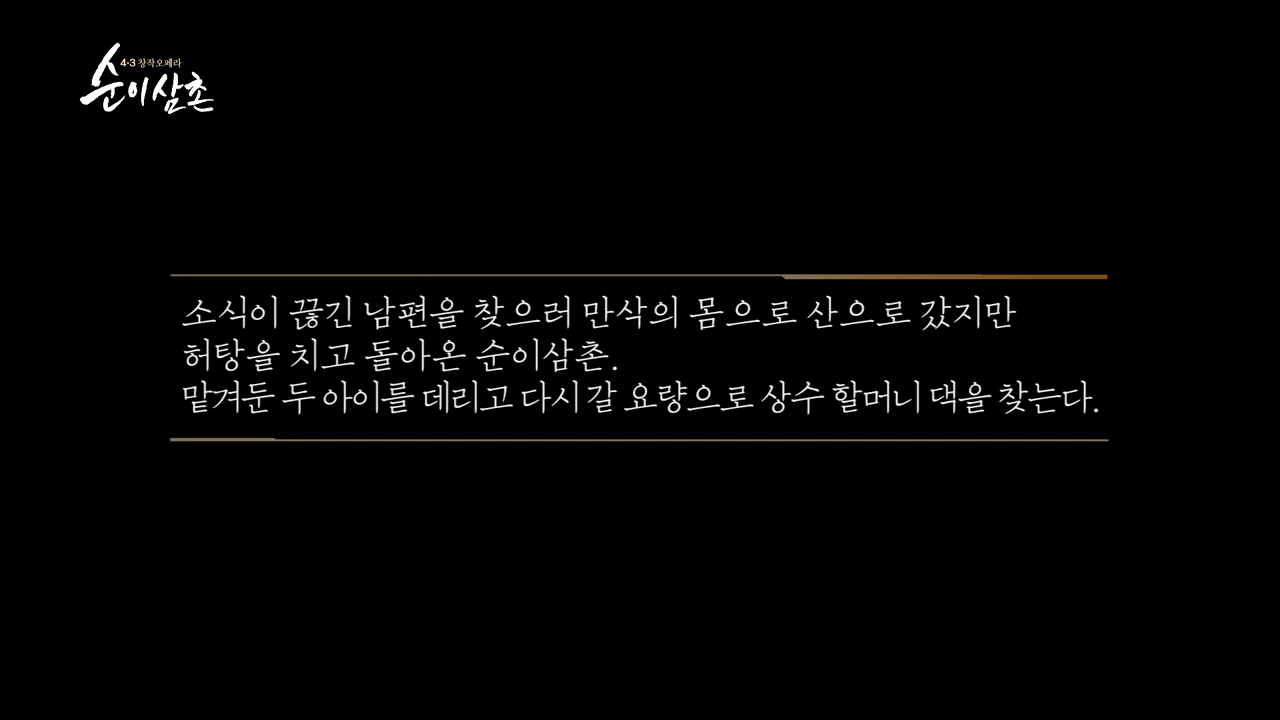 4·3 창작오페라
순이삼촌
소식이 끊긴 남편을 찾으러 만삭의 몸으로 산으로 갔지만
허탕을 치고 돌아온 순이삼촌.
맡겨둔 두 아이를 데리고 다시 갈 요량으로 상수 할머니 댁을 찾는다.